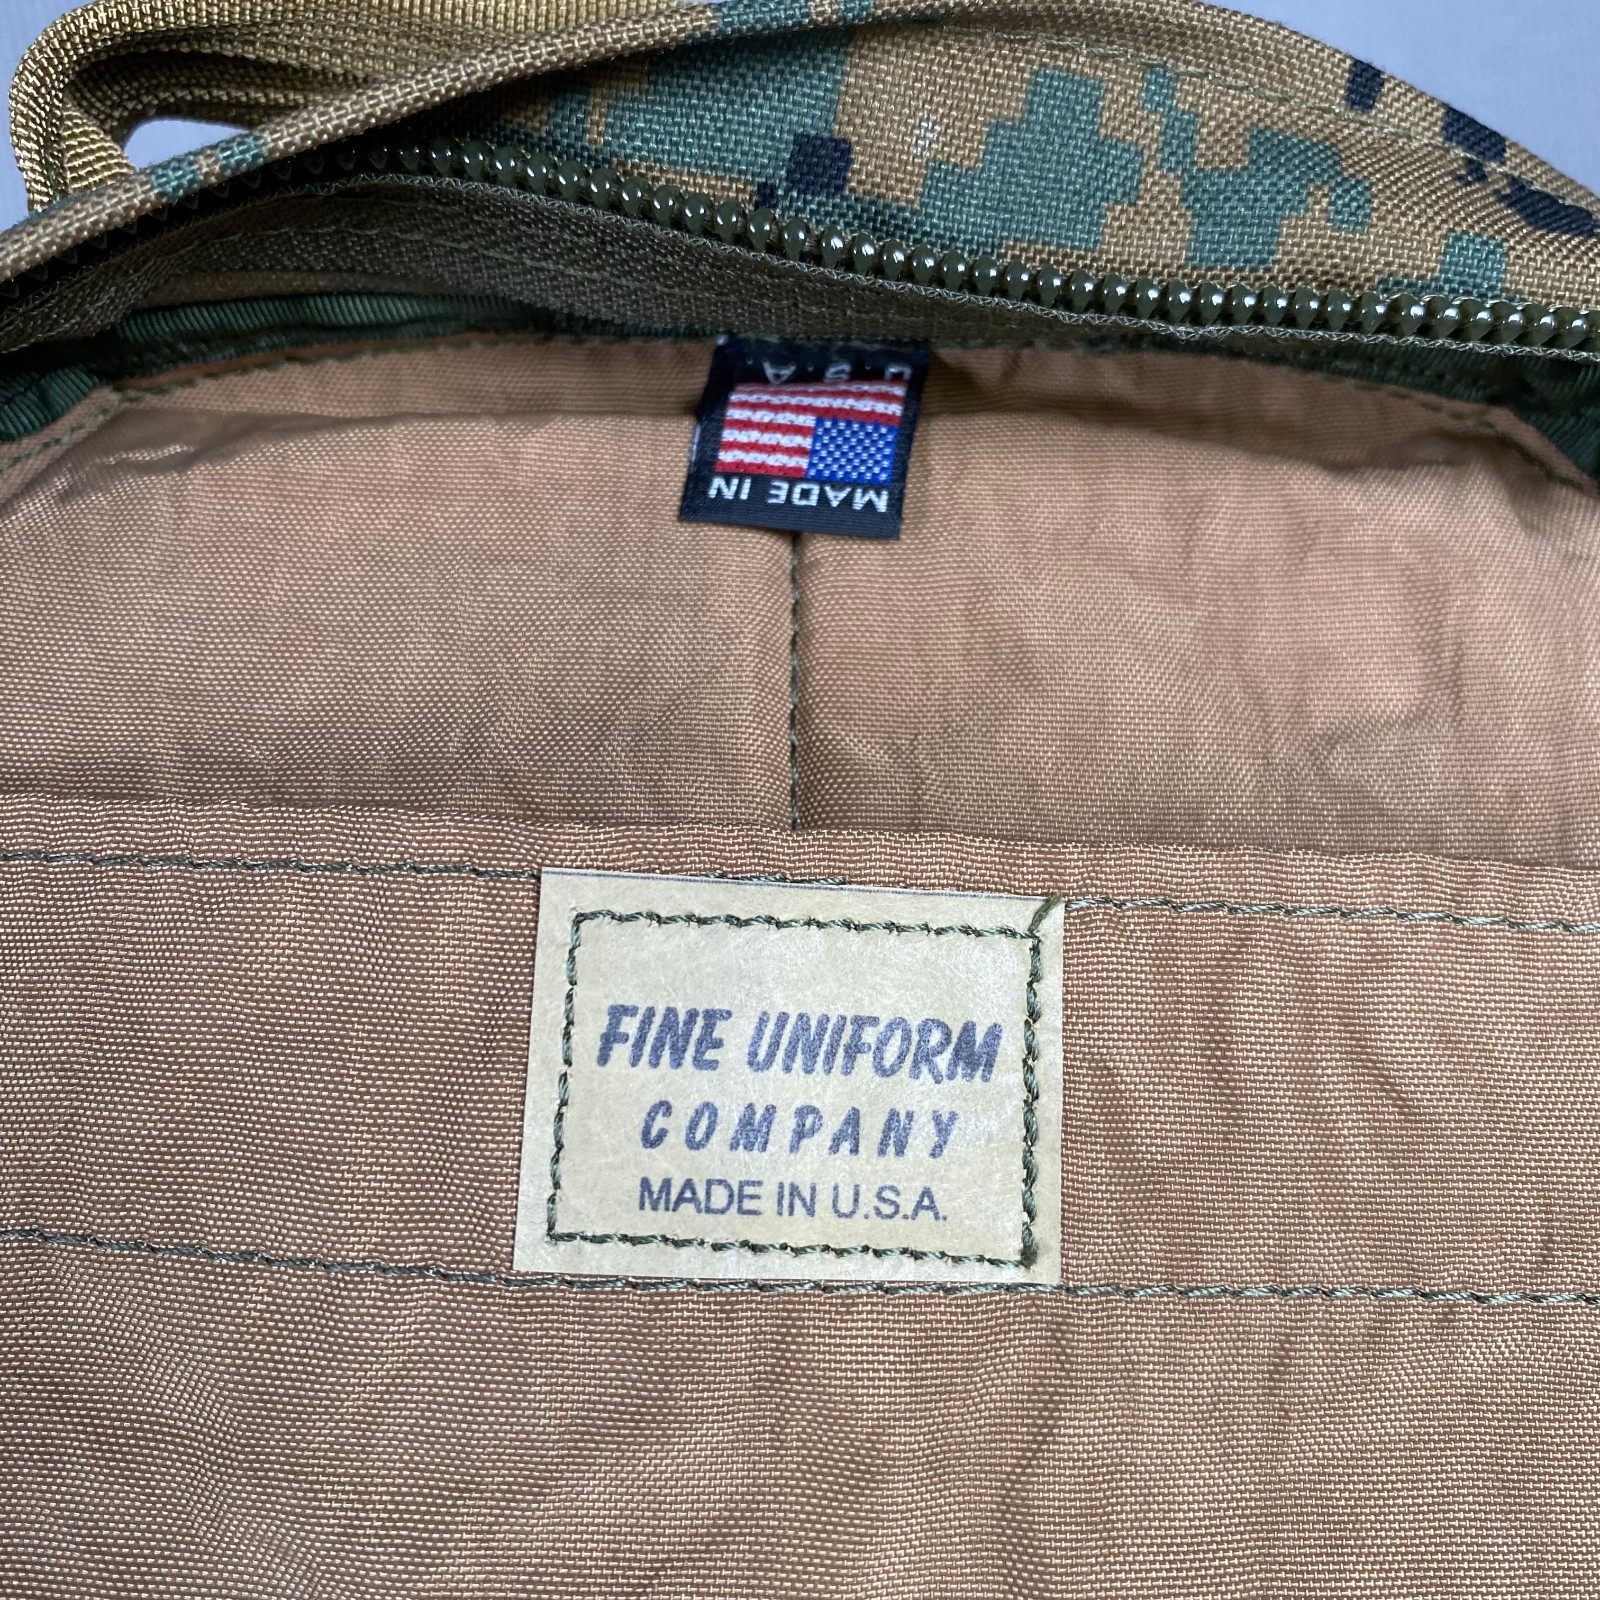 MADE IN
U.S.A
FINE UNIFORM
COMPANY
MADE IN U.S.A.